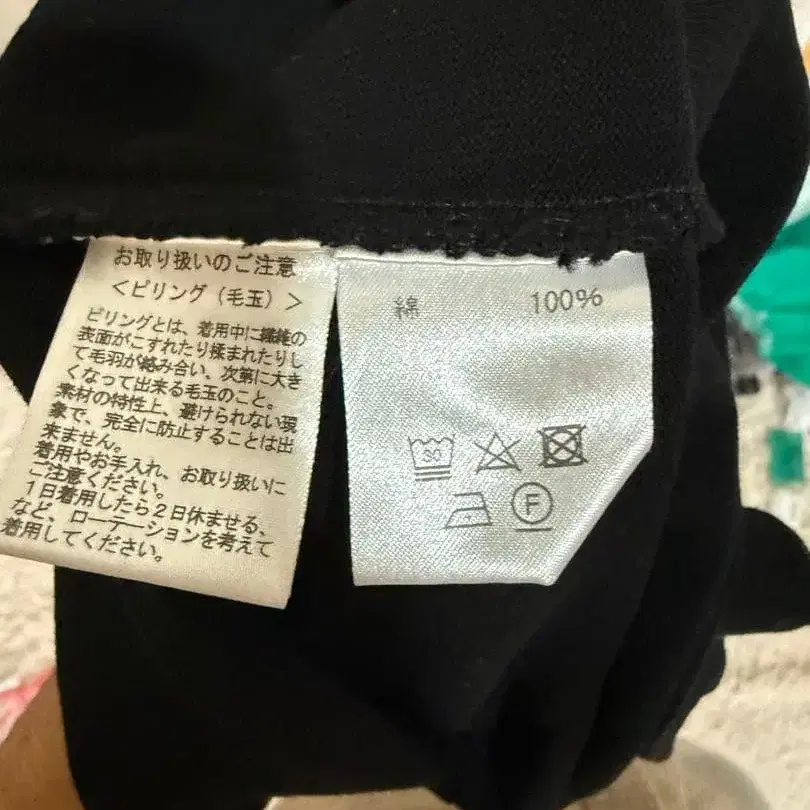 お取り扱いのご注意
＜ピリング（毛玉）＞
ピリングとは、着用中に繊維の
表面がこすれたり揉まれたりし
て毛羽が絡み合い、次第に大き
くなって出来る毛玉のこと。
素材の特性上、避けられない現
象で、完全に防止することは出
来ません。
着用やお手入れ、お取り扱いに
ご注意ください。
1日着用したら2日休ませる、
など、ローテーションを考えて
着用してください。
綿 100%
30
F